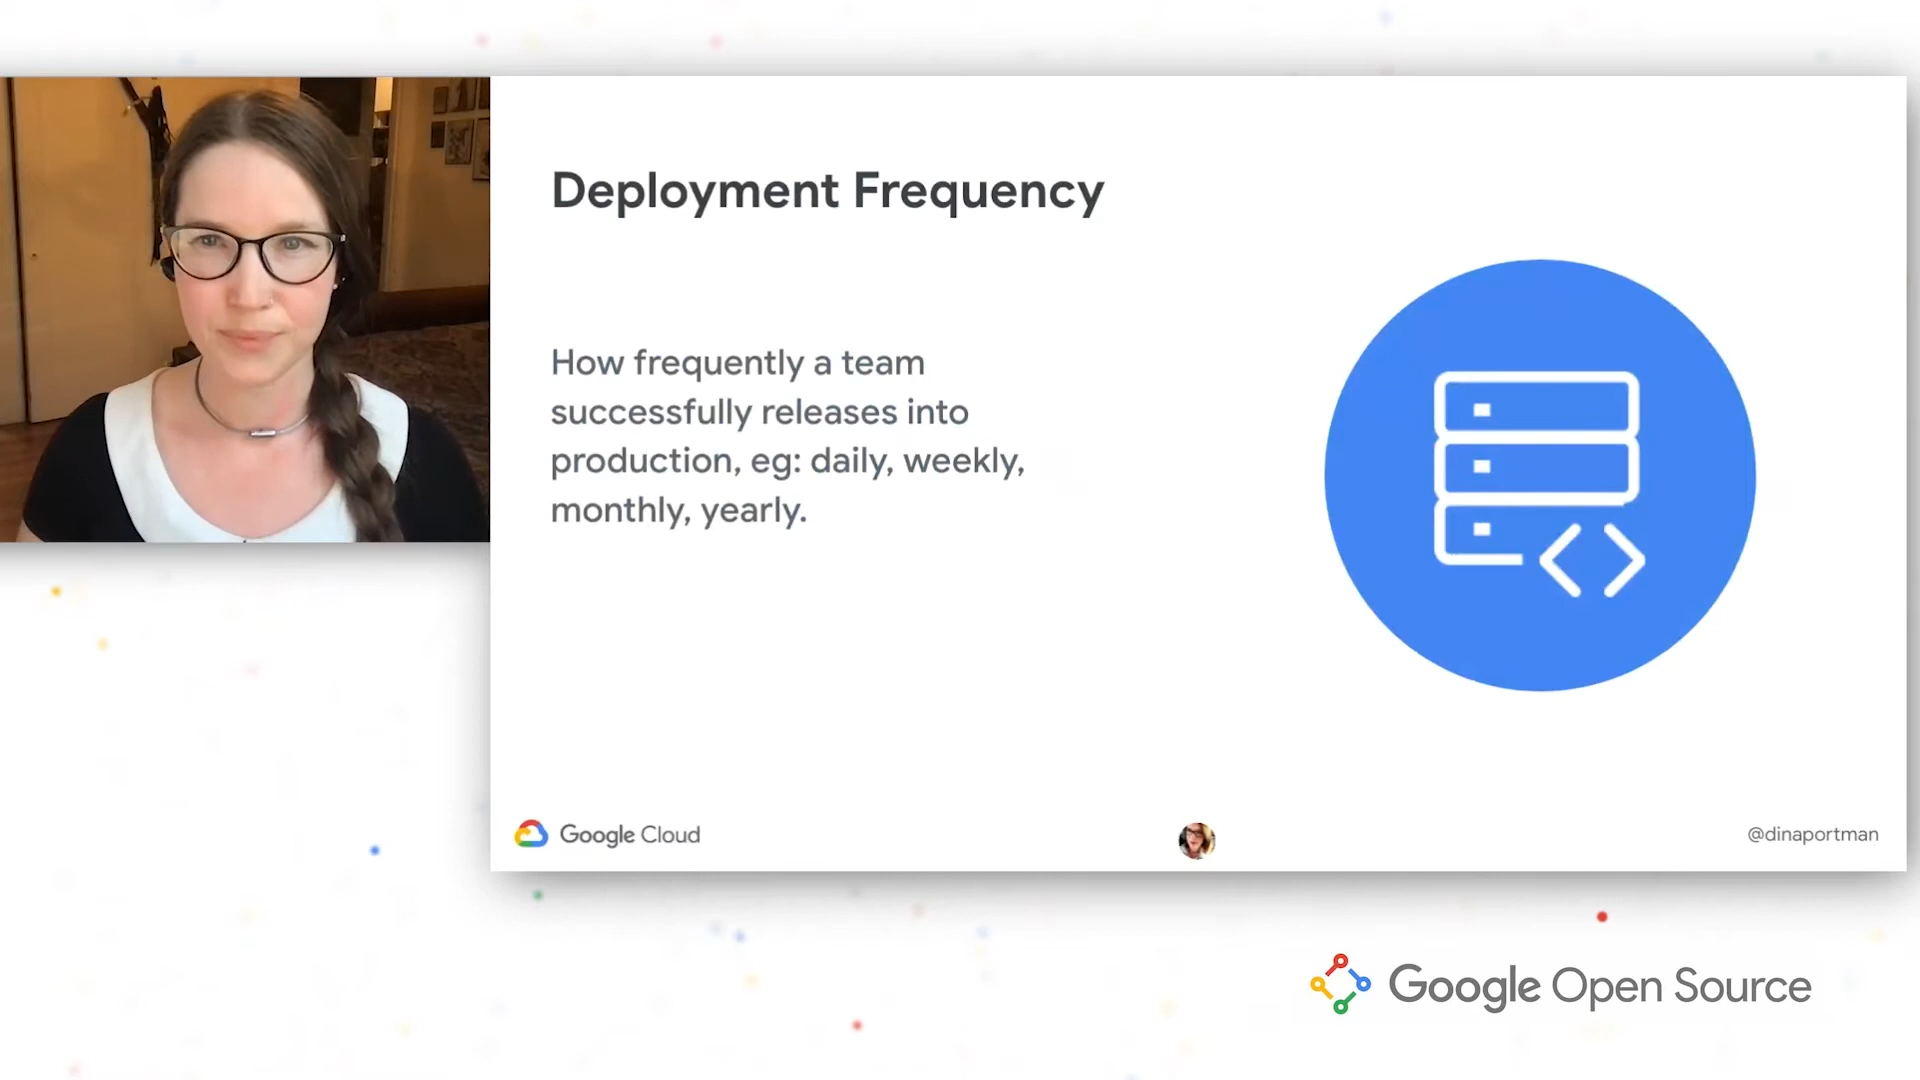 Deployment Frequency
How frequently a team
successfully releases into
production, eg: daily, weekly,
monthly, yearly.
Google Cloud
@dinaportman
Google Open Source